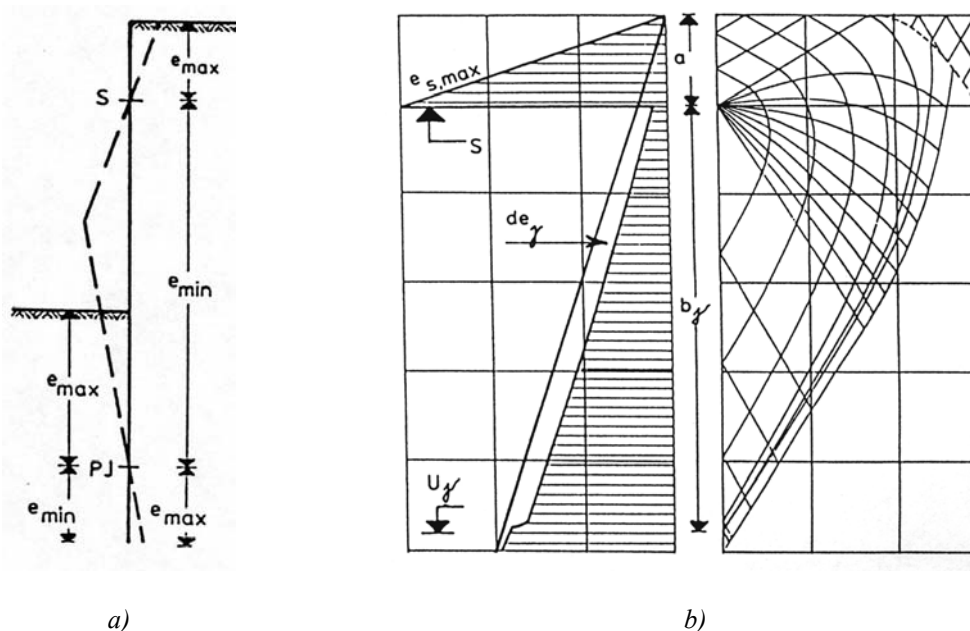 e max
S
e min
e max
PJ
e min
e max
e s,max
a
S
de γ
b γ
U γ
a)
b)